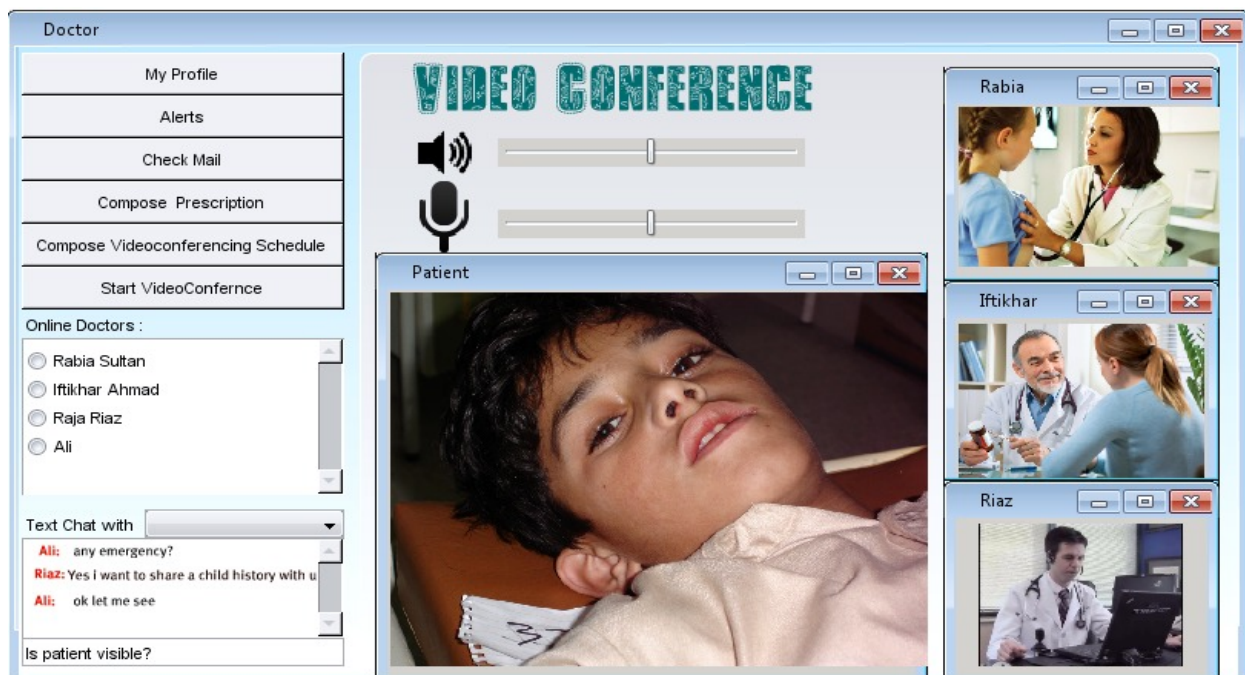 Doctor
My Profile
Alerts
Check Mail
Compose Prescription
Compose Videoconferencing Schedule
Start VideoConfernce
Online Doctors :
Rabia Sultan
Iftikhar Ahmad
Raja Riaz
Ali
Text Chat with
Ali: any emergency?
Riaz: Yes i want to share a child history with u
Ali: ok let me see
Is patient visible?
VIDEO CONFERENCE
Patient
Rabia
Iftikhar
Riaz